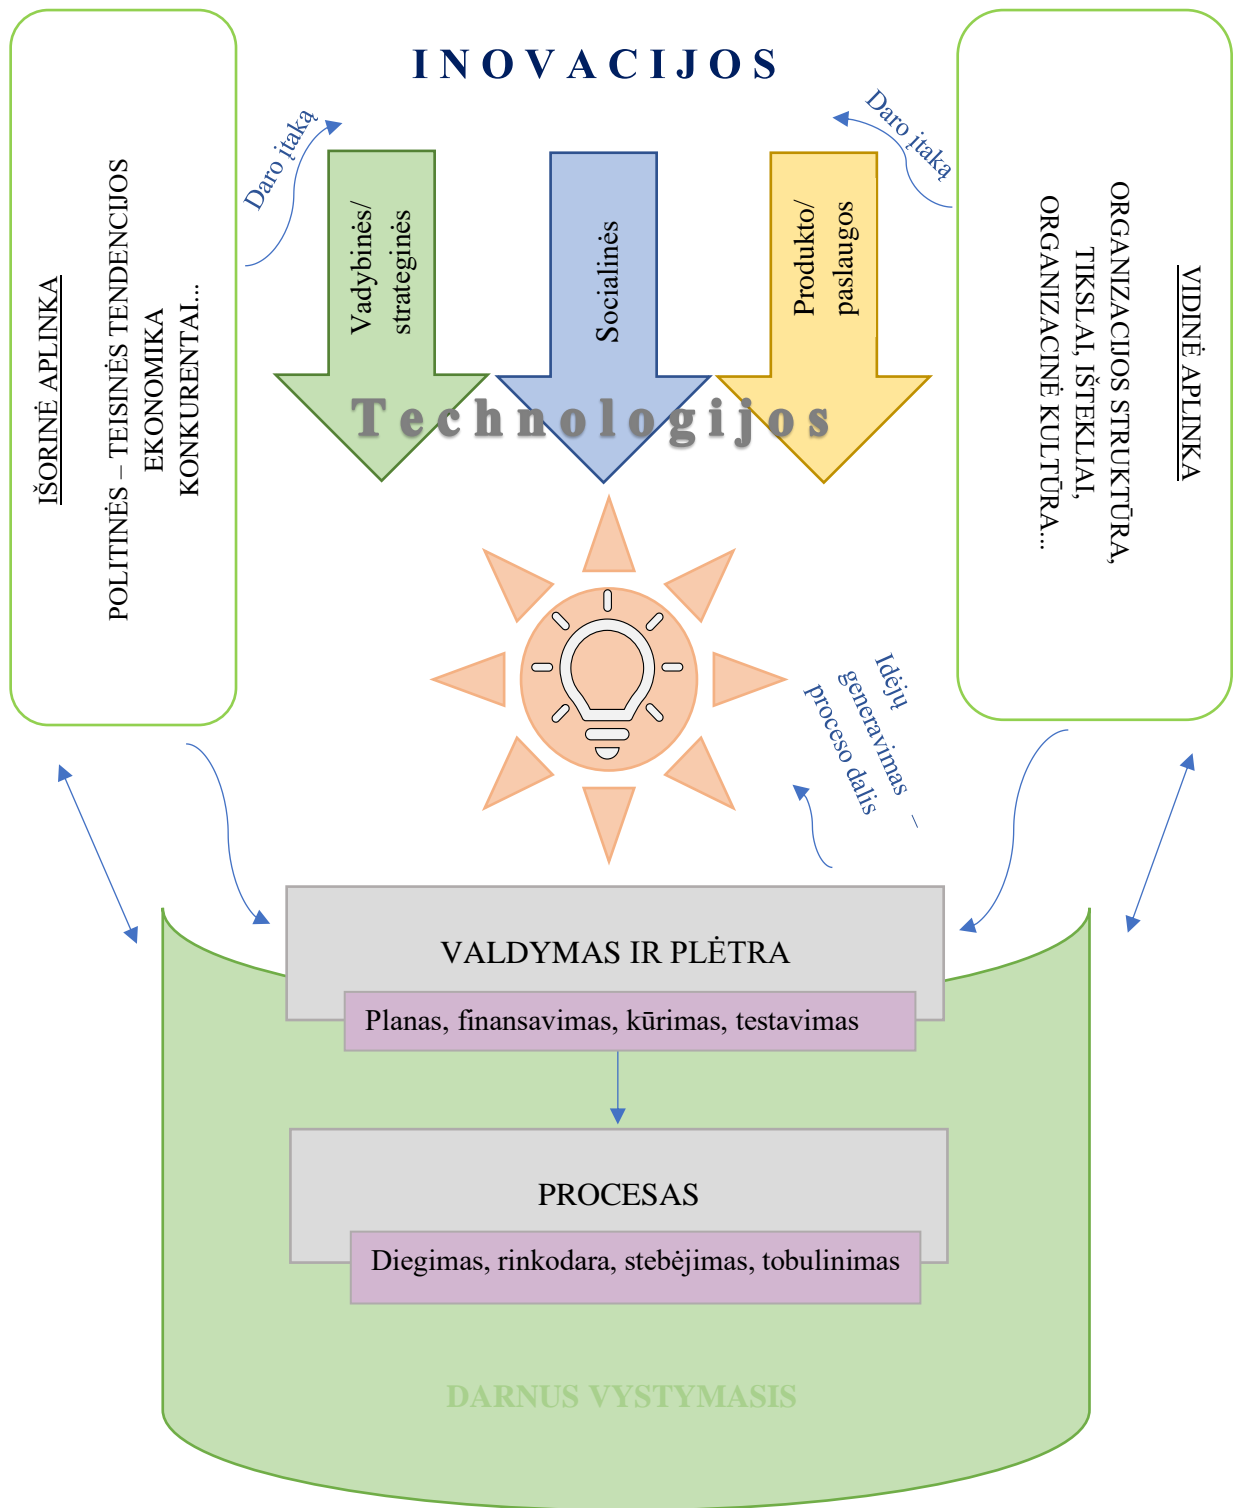 INOVACIJOS
IŠORINĖ APLINKA
POLITINĖS – TEISINĖS TENDENCIJOS
EKONOMIKA
KONKURENTAI...
Daro įtaką
Vadybinės/
strateginės
Socialinės
Produkto/
paslaugos
Daro įtaką
VIDINĖ APLINKA
ORGANIZACIJOS STRUKTŪRA,
TIKSLAI, IŠTEKLIAI,
ORGANIZACINĖ KULTŪRA...
Technologijos
Idėjų
generavimas –
proceso dalis
VALDYMAS IR PLĖTRA
Planas, finansavimas, kūrimas, testavimas
PROCESAS
Diegimas, rinkodara, stebėjimas, tobulinimas
DARNUS VYSTYMASIS